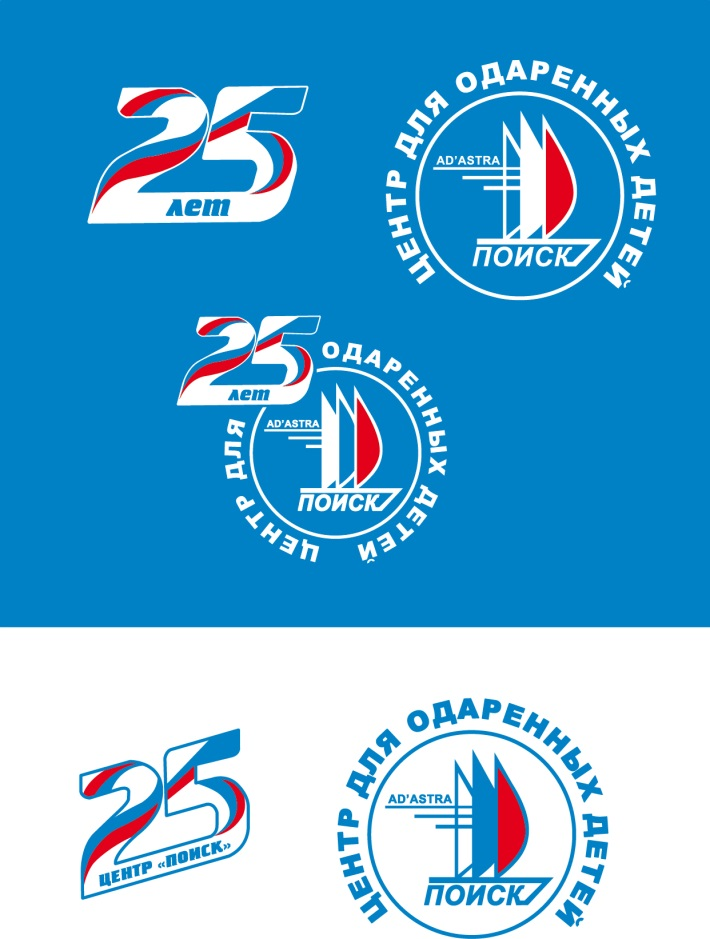 25
лет
ЦЕНТР ДЛЯ ОДАРЕННЫХ ДЕТЕЙ
AD'ASTRA
ПОИСК
25
лет
ЦЕНТР ДЛЯ ОДАРЕННЫХ ДЕТЕЙ
AD'ASTRA
ПОИСК
25
ЦЕНТР «ПОИСК»
ЦЕНТР ДЛЯ ОДАРЕННЫХ ДЕТЕЙ
AD'ASTRA
ПОИСК